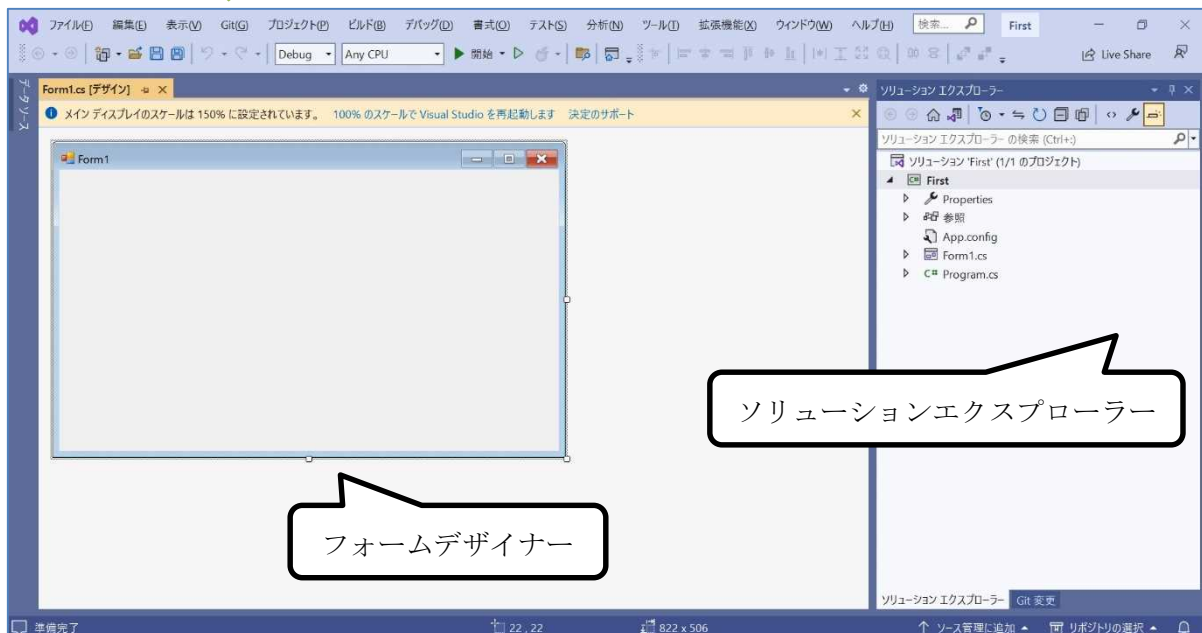 ファイル(F) 編集(E) 表示(V) Git(G) プロジェクト(P) ビルド(B) デバッグ(D) 書式(O) テスト(S) 分析(N) ツール(T) 拡張機能(X) ウィンドウ(W) ヘルプ(H) 検索... First
Debug Any CPU 開始 Live Share
データ ソース
Form1.cs [デザイン]
メイン ディスプレイのスケールは 150% に設定されています。 100% のスケールで Visual Studio を再起動します 決定のサポート
Form1
ソリューション エクスプローラー
ソリューション エクスプローラー の検索 (Ctrl+:)
ソリューション 'First' (1/1 のプロジェクト)
C# First
Properties
参照
App.config
Form1.cs
C# Program.cs
ソリューションエクスプローラー
フォームデザイナー
ソリューション エクスプローラー Git 変更
準備完了 22 , 22 822 x 506 ソース管理に追加 リポジトリの選択